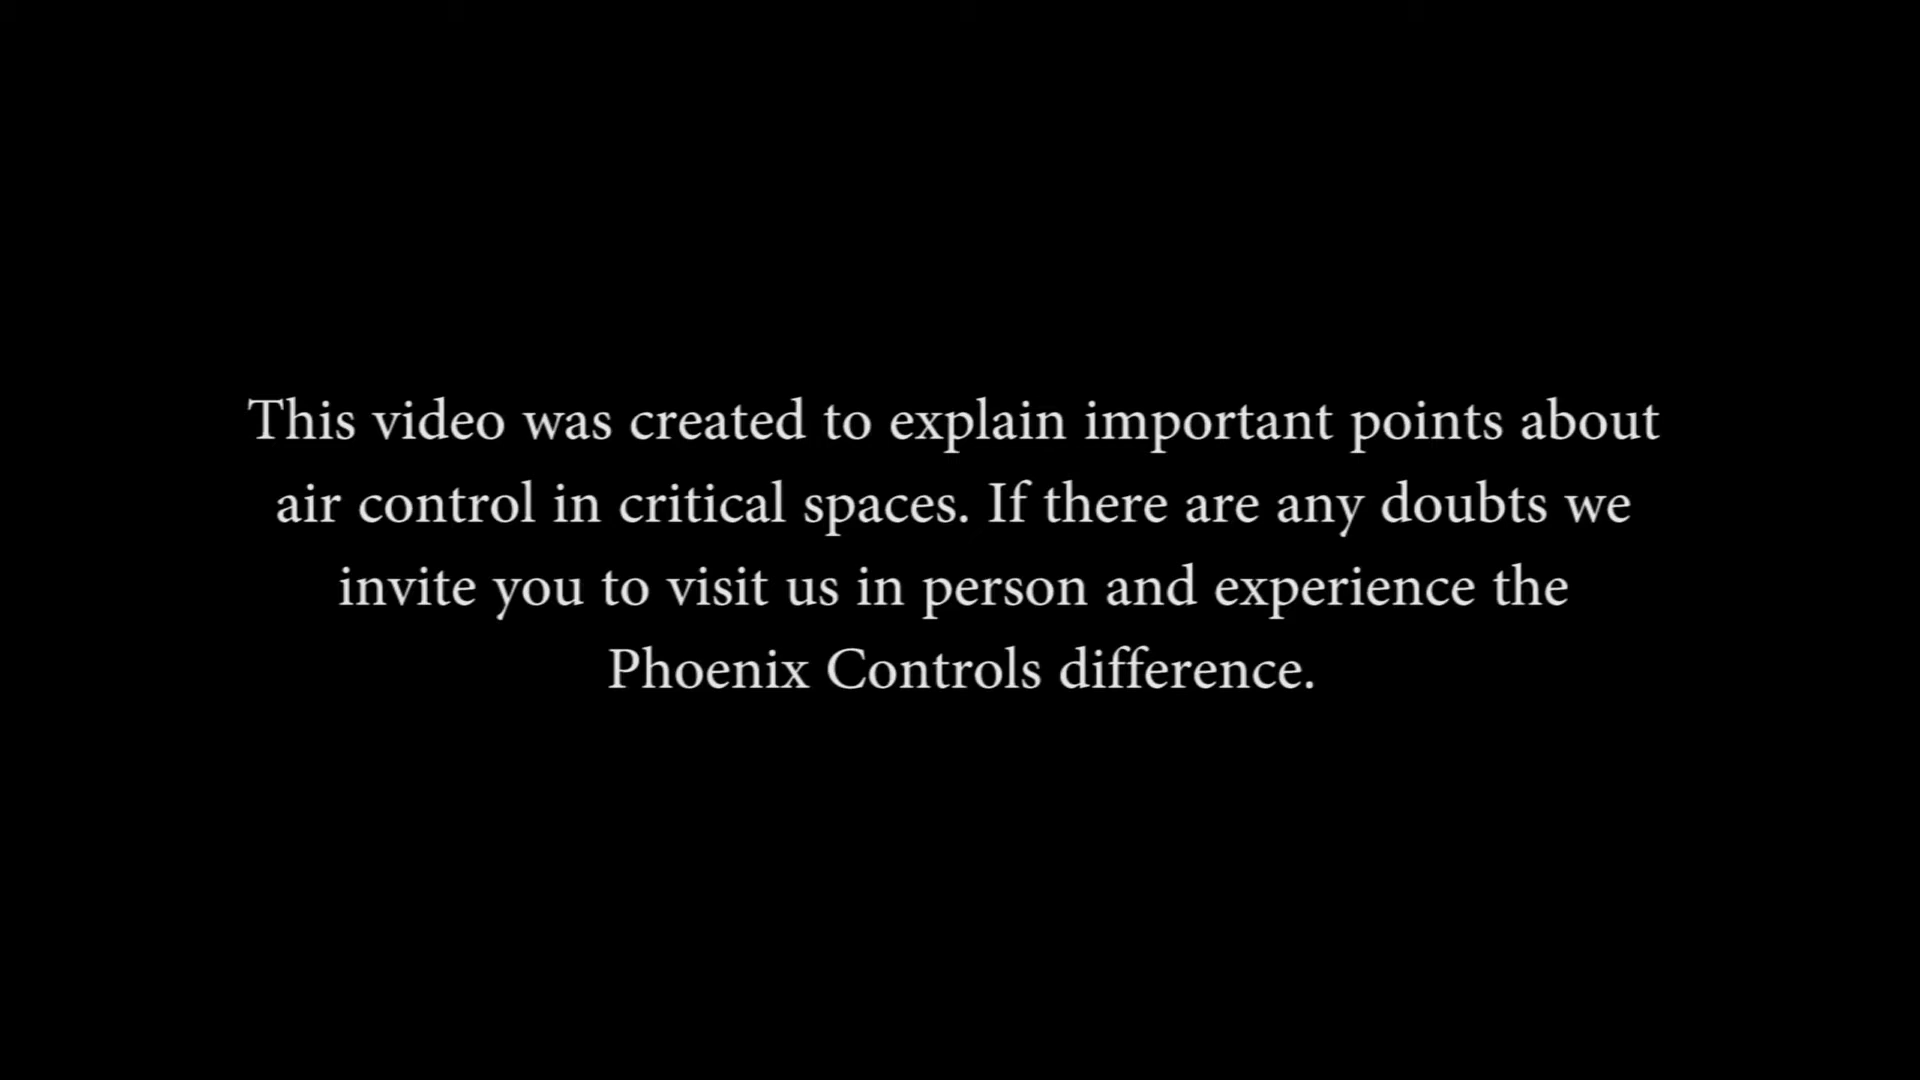 This video was created to explain important points about
air control in critical spaces. If there are any doubts we
invite you to visit us in person and experience the
Phoenix Controls difference.